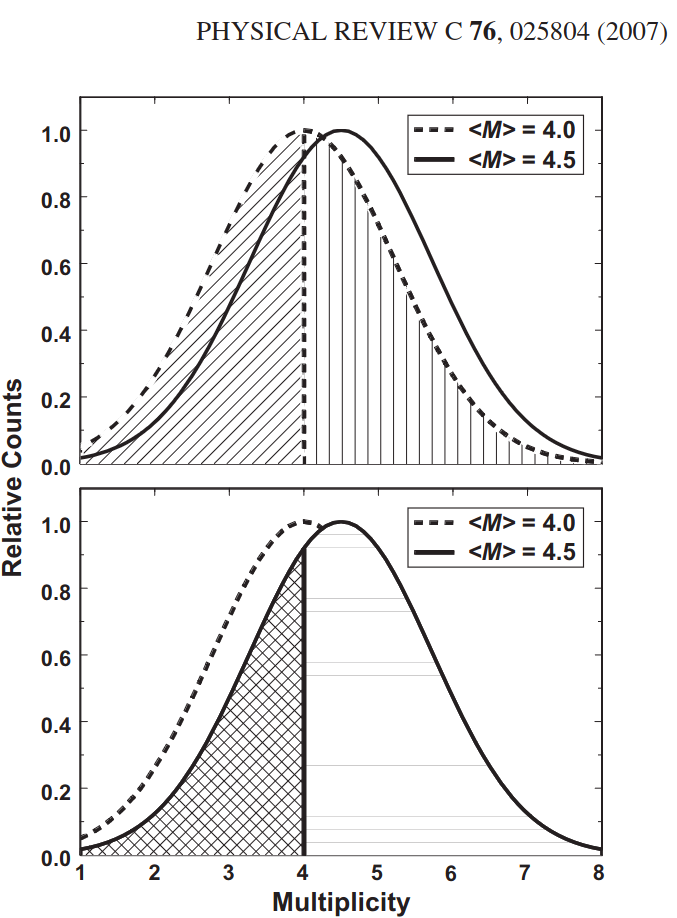 PHYSICAL REVIEW C 76, 025804 (2007)
<M> = 4.0
<M> = 4.5
1.0
0.8
0.6
0.4
0.2
0.0
Relative Counts
<M> = 4.0
<M> = 4.5
1.0
0.8
0.6
0.4
0.2
0.0
1 2 3 4 5 6 7 8
Multiplicity